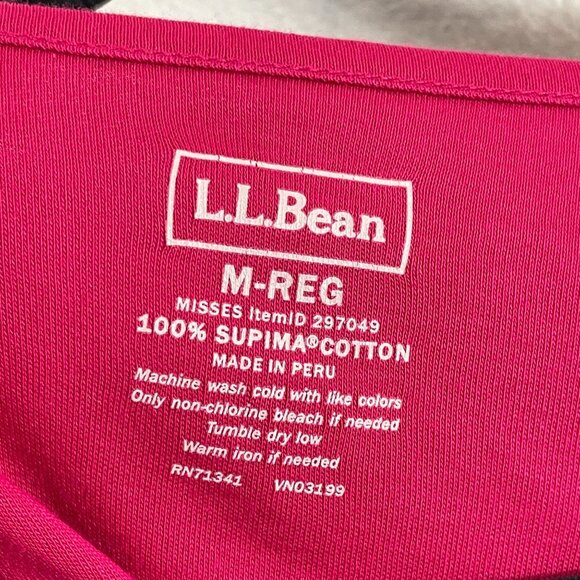 L.L.Bean
M-REG
MISSES ItemID 297049
100% SUPIMA®COTTON
MADE IN PERU
Machine wash cold with like colors
Only non-chlorine bleach if needed
Tumble dry low
Warm iron if needed
RN71341 VN03199